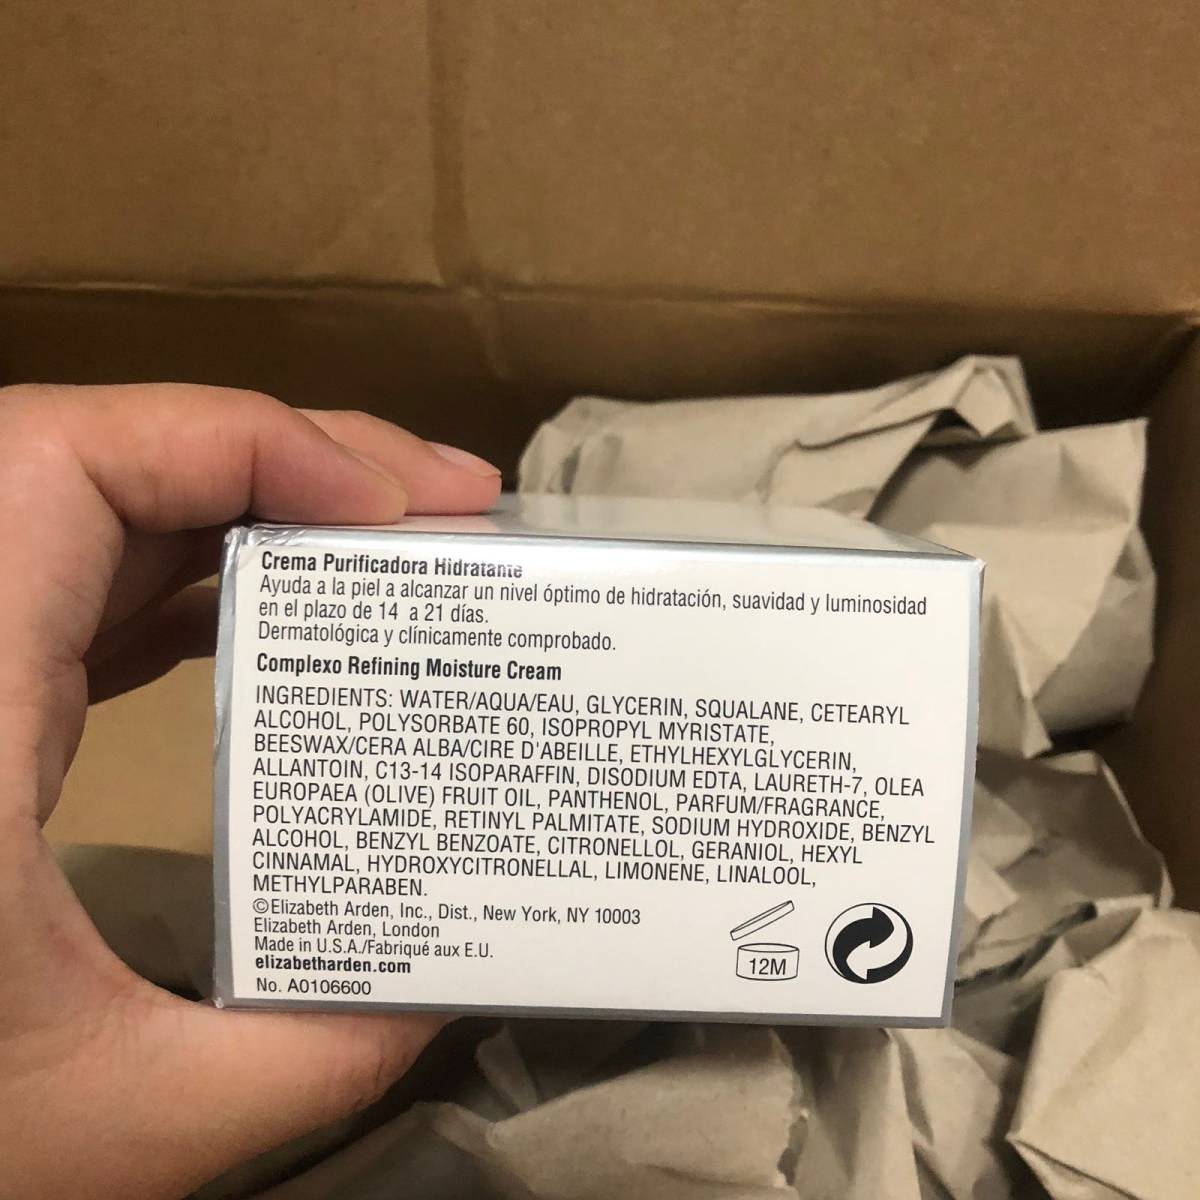 Crema Purificadora Hidratante
Ayuda a la piel a alcanzar un nivel óptimo de hidratación, suavidad y luminosidad
en el plazo de 14 a 21 días.
Dermatológica y clínicamente comprobado.
Complexo Refining Moisture Cream
INGREDIENTS: WATER/AQUA/EAU, GLYCERIN, SQUALANE, CETEARYL
ALCOHOL, POLYSORBATE 60, ISOPROPYL MYRISTATE,
BEESWAX/CERA ALBA/CIRE D'ABEILLE, ETHYLHEXYLGLYCERIN,
ALLANTOIN, C13-14 ISOPARAFFIN, DISODIUM EDTA, LAURETH-7, OLEA
EUROPAEA (OLIVE) FRUIT OIL, PANTHENOL, PARFUM/FRAGRANCE,
POLYACRYLAMIDE, RETINYL PALMITATE, SODIUM HYDROXIDE, BENZYL
ALCOHOL, BENZYL BENZOATE, CITRONELLOL, GERANIOL, HEXYL
CINNAMAL, HYDROXYCITRONELLAL, LIMONENE, LINALOOL,
METHYLPARABEN.
©Elizabeth Arden, Inc., Dist., New York, NY 10003
Elizabeth Arden, London
Made in U.S.A./Fabriqué aux E.U.
elizabetharden.com
No. A0106600
12M